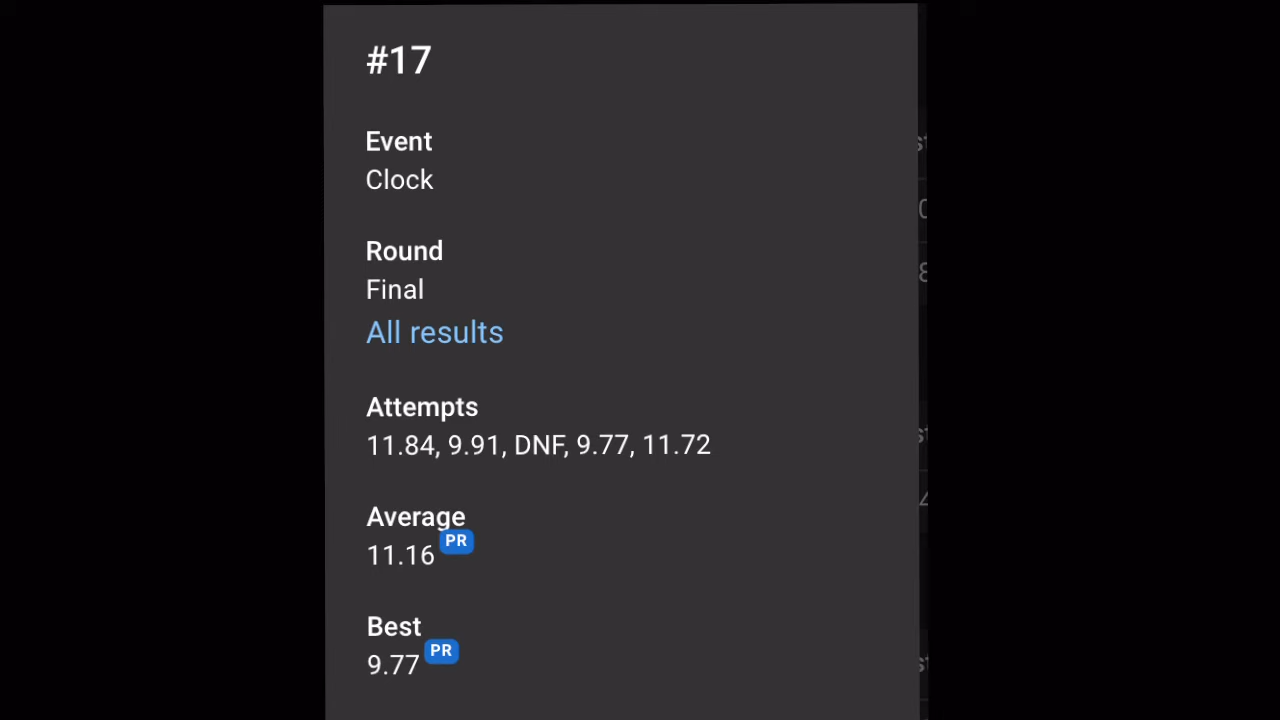 #17
Event
Clock
Round
Final
All results
Attempts
11.84, 9.91, DNF, 9.77, 11.72
Average
11.16 PR
Best
9.77 PR